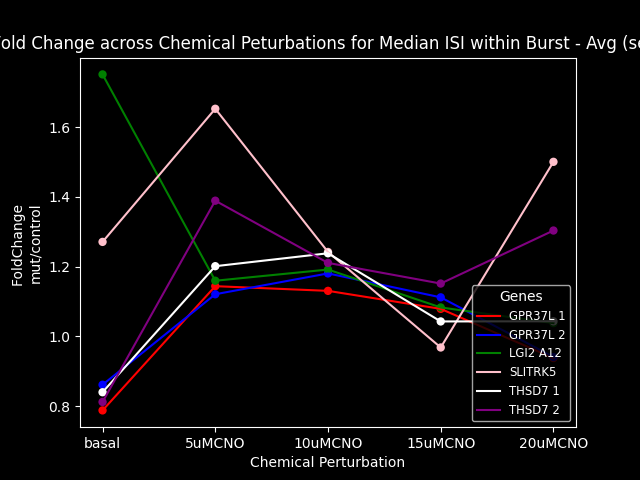 Fold Change across Chemical Peturbations for Median ISI within Burst - Avg
FoldChange
mut/control
1.6
1.4
1.2
1.0
0.8
basal
5uMCNO
10uMCNO
15uMCNO
20uMCNO
Chemical Perturbation
Genes
GPR37L 1
GPR37L 2
LGI2 A12
SLITRK5
THSD7 1
THSD7 2